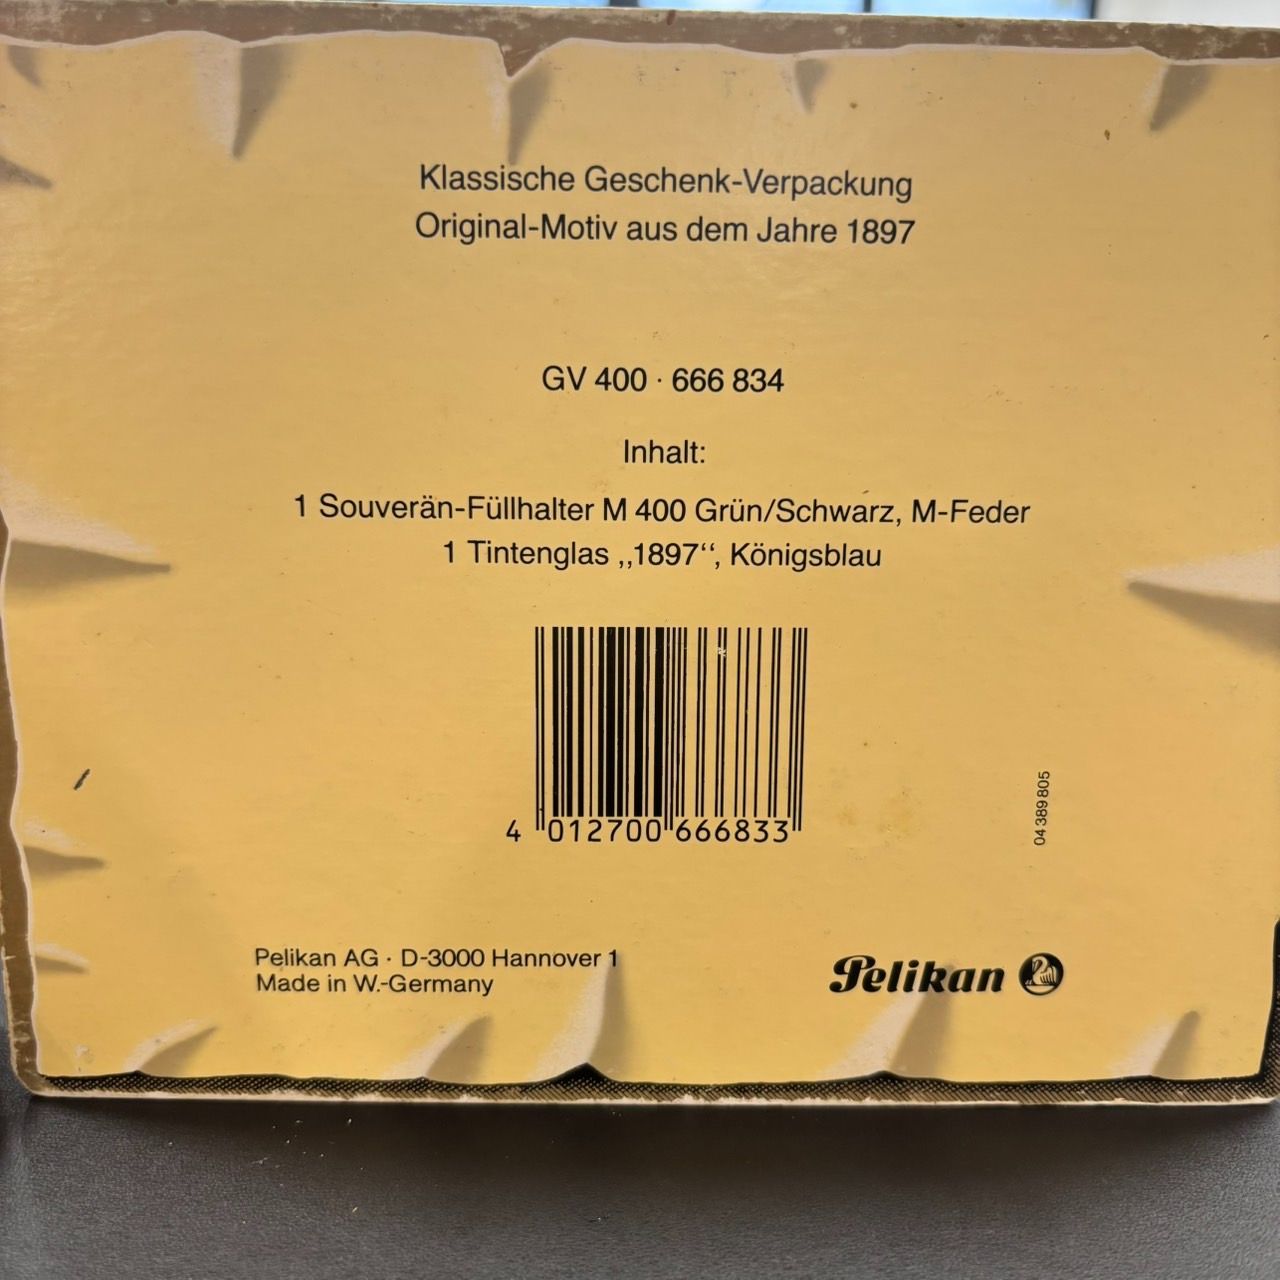 Klassische Geschenk-Verpackung
Original-Motiv aus dem Jahre 1897
GV 400 · 666 834
Inhalt:
1 Souverän-Füllhalter M 400 Grün/Schwarz, M-Feder
1 Tintenglas ,,1897“, Königsblau
4 012700 666833
04 389 805
Pelikan AG · D-3000 Hannover 1
Made in W.-Germany
Pelikan